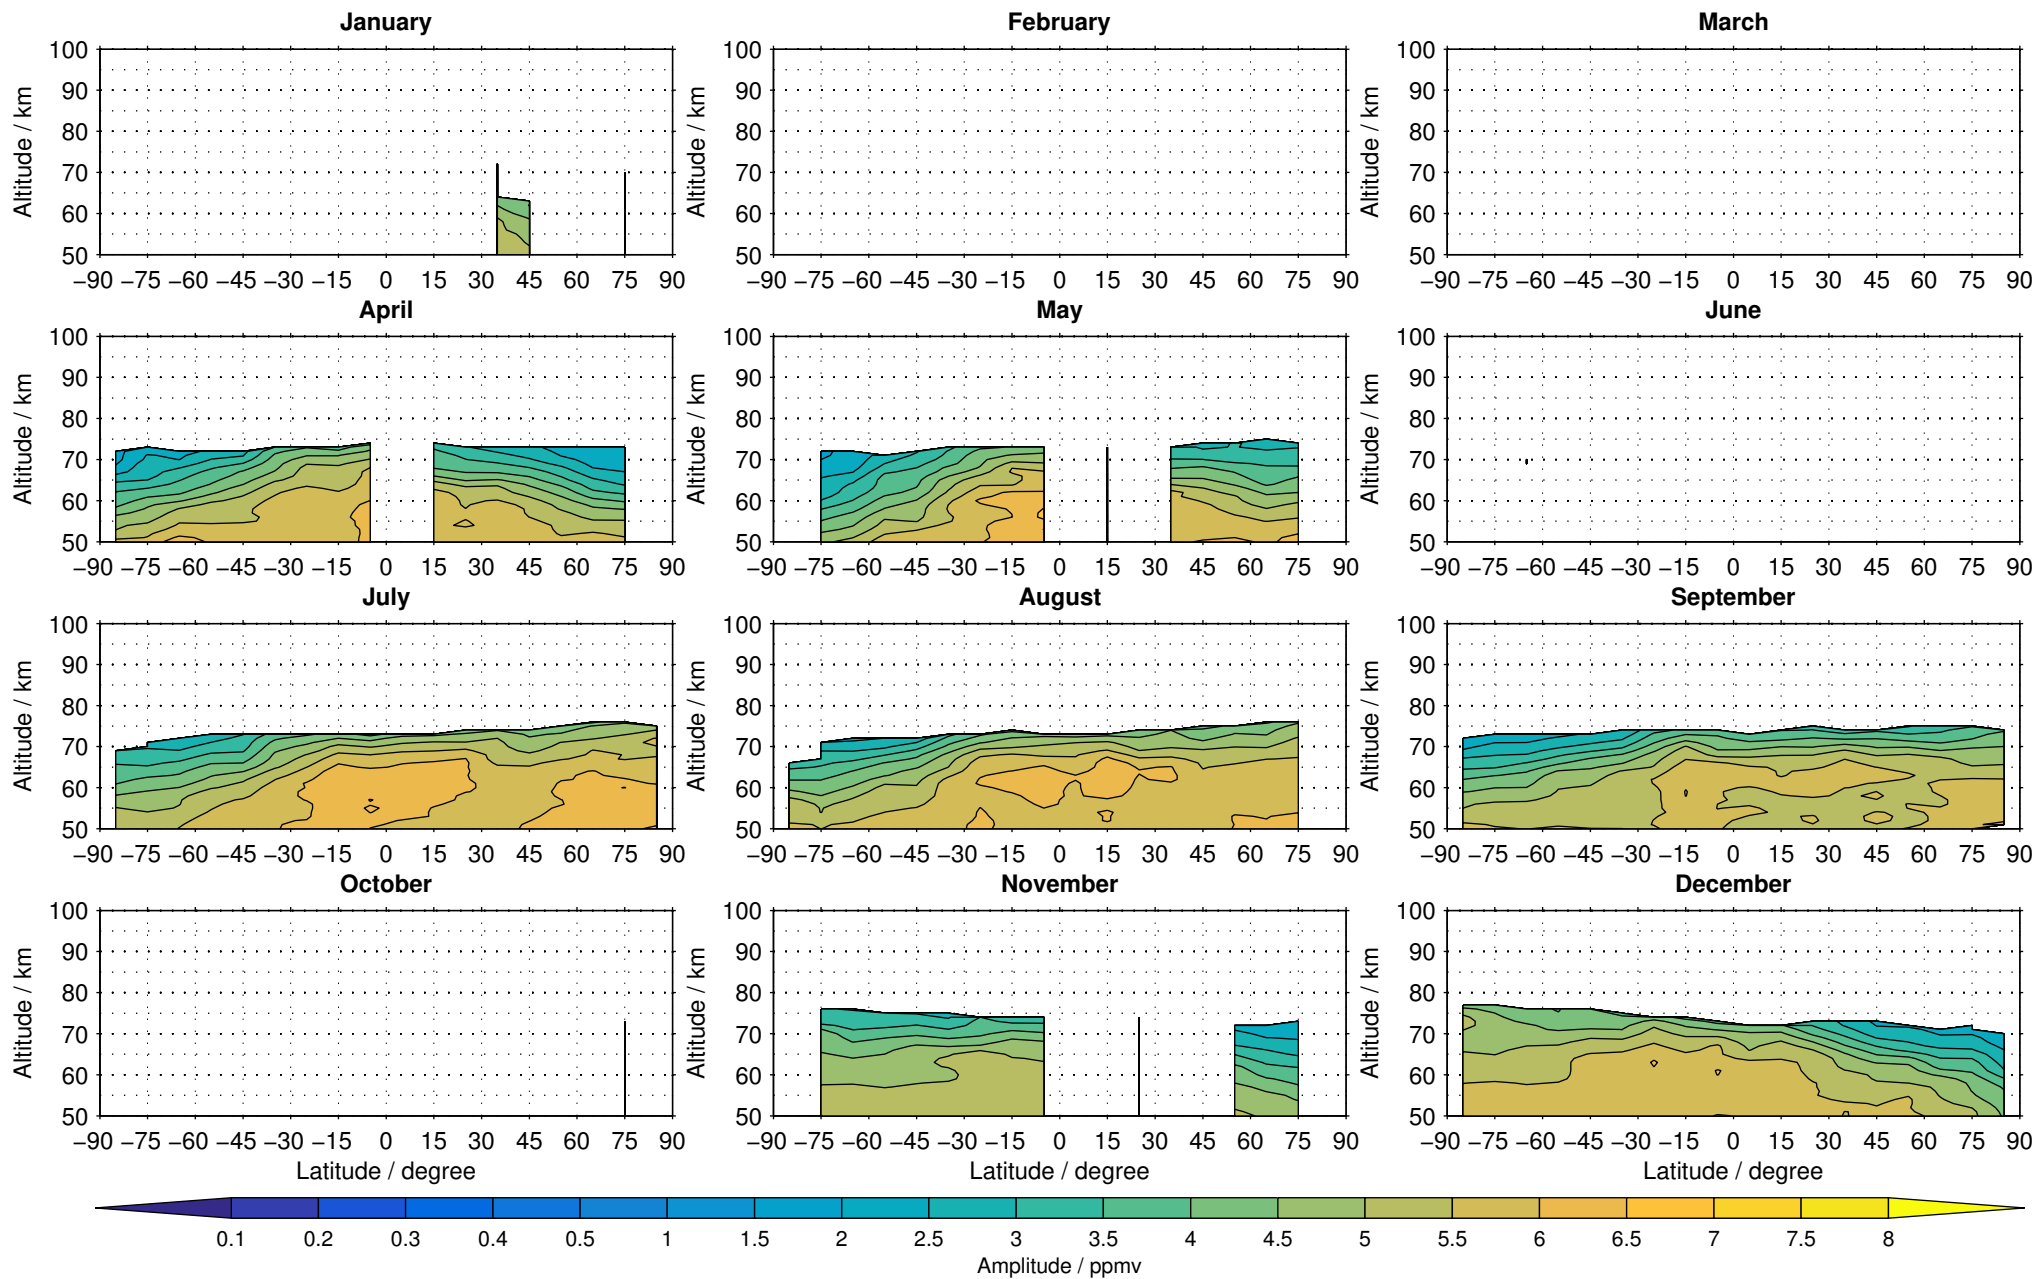 January February March
100 100 100
90 90 90
80 80 80
70 70 70
60 60 60
50 50 50
Altitude / km Altitude / km Altitude / km
−90 −75 −60 −45 −30 −15 0 15 30 45 60 75 90 −90 −75 −60 −45 −30 −15 0 15 30 45 60 75 90 −90 −75 −60 −45 −30 −15 0 15 30 45 60 75 90
April May June
100 100 100
90 90 90
80 80 80
70 70 70
60 60 60
50 50 50
Altitude / km Altitude / km Altitude / km
−90 −75 −60 −45 −30 −15 0 15 30 45 60 75 90 −90 −75 −60 −45 −30 −15 0 15 30 45 60 75 90 −90 −75 −60 −45 −30 −15 0 15 30 45 60 75 90
July August September
100 100 100
90 90 90
80 80 80
70 70 70
60 60 60
50 50 50
Altitude / km Altitude / km Altitude / km
−90 −75 −60 −45 −30 −15 0 15 30 45 60 75 90 −90 −75 −60 −45 −30 −15 0 15 30 45 60 75 90 −90 −75 −60 −45 −30 −15 0 15 30 45 60 75 90
October November December
100 100 100
90 90 90
80 80 80
70 70 70
60 60 60
50 50 50
Altitude / km Altitude / km Altitude / km
−90 −75 −60 −45 −30 −15 0 15 30 45 60 75 90 −90 −75 −60 −45 −30 −15 0 15 30 45 60 75 90 −90 −75 −60 −45 −30 −15 0 15 30 45 60 75 90
Latitude / degree Latitude / degree Latitude / degree
0.1 0.2 0.3 0.4 0.5 1 1.5 2 2.5 3 3.5 4 4.5 5 5.5 6 6.5 7 7.5 8
Amplitude / ppmv